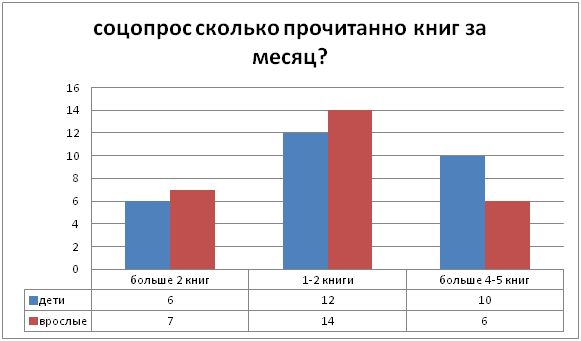 соцопрос сколько прочитанно книг за
месяц?
16
14
12
10
8
6
4
2
0
больше 2 книг 1-2 книги больше 4-5 книг
дети 6 12 10
врослые 7 14 6